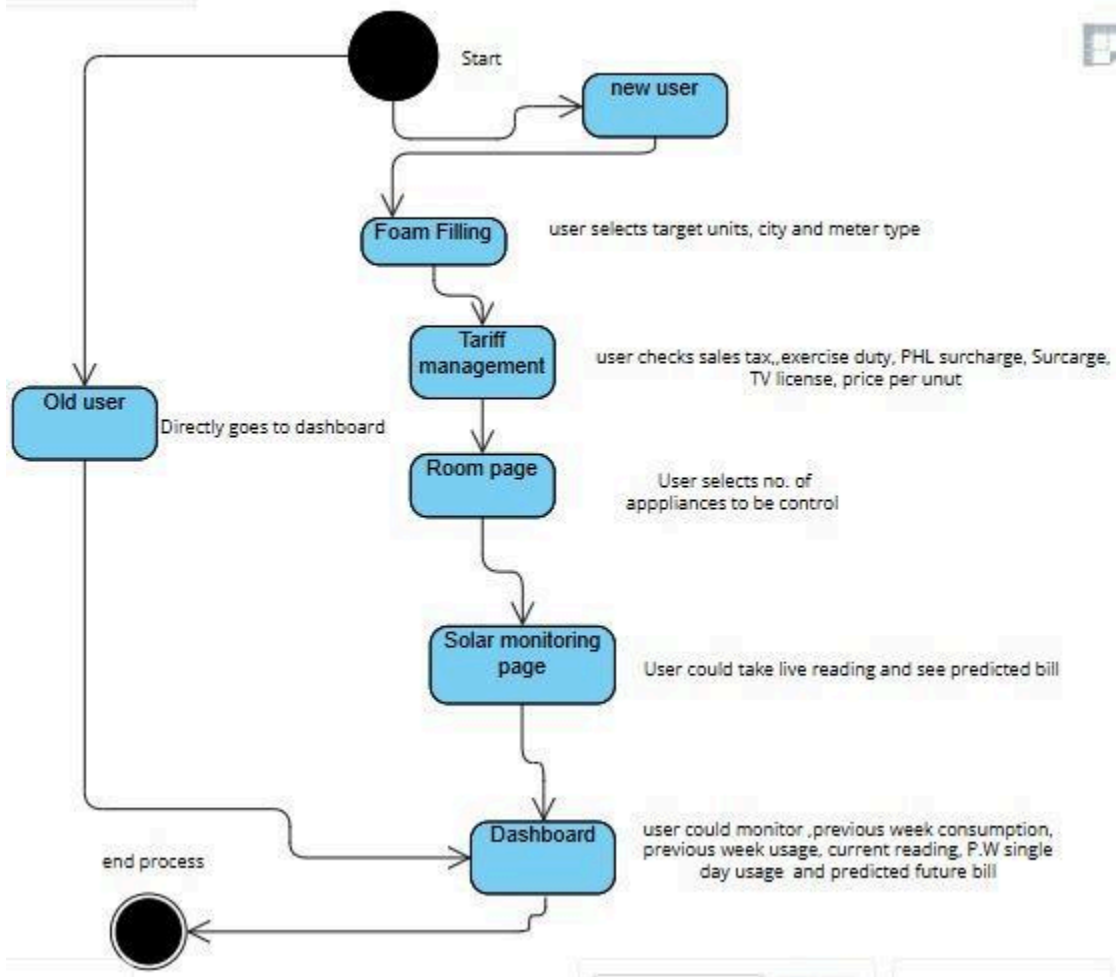 Start
new user
Foam Filling
user selects target units, city and meter type
Tariff
management
user checks sales tax,,exercise duty, PHL surcharge, Surcarge,
TV license, price per unut
Old user
Directly goes to dashboard
Room page
User selects no. of
apppliances to be control
Solar monitoring
page
User could take live reading and see predicted bill
Dashboard
user could monitor ,previous week consumption,
previous week usage, current reading, P.W single
day usage and predicted future bill
end process